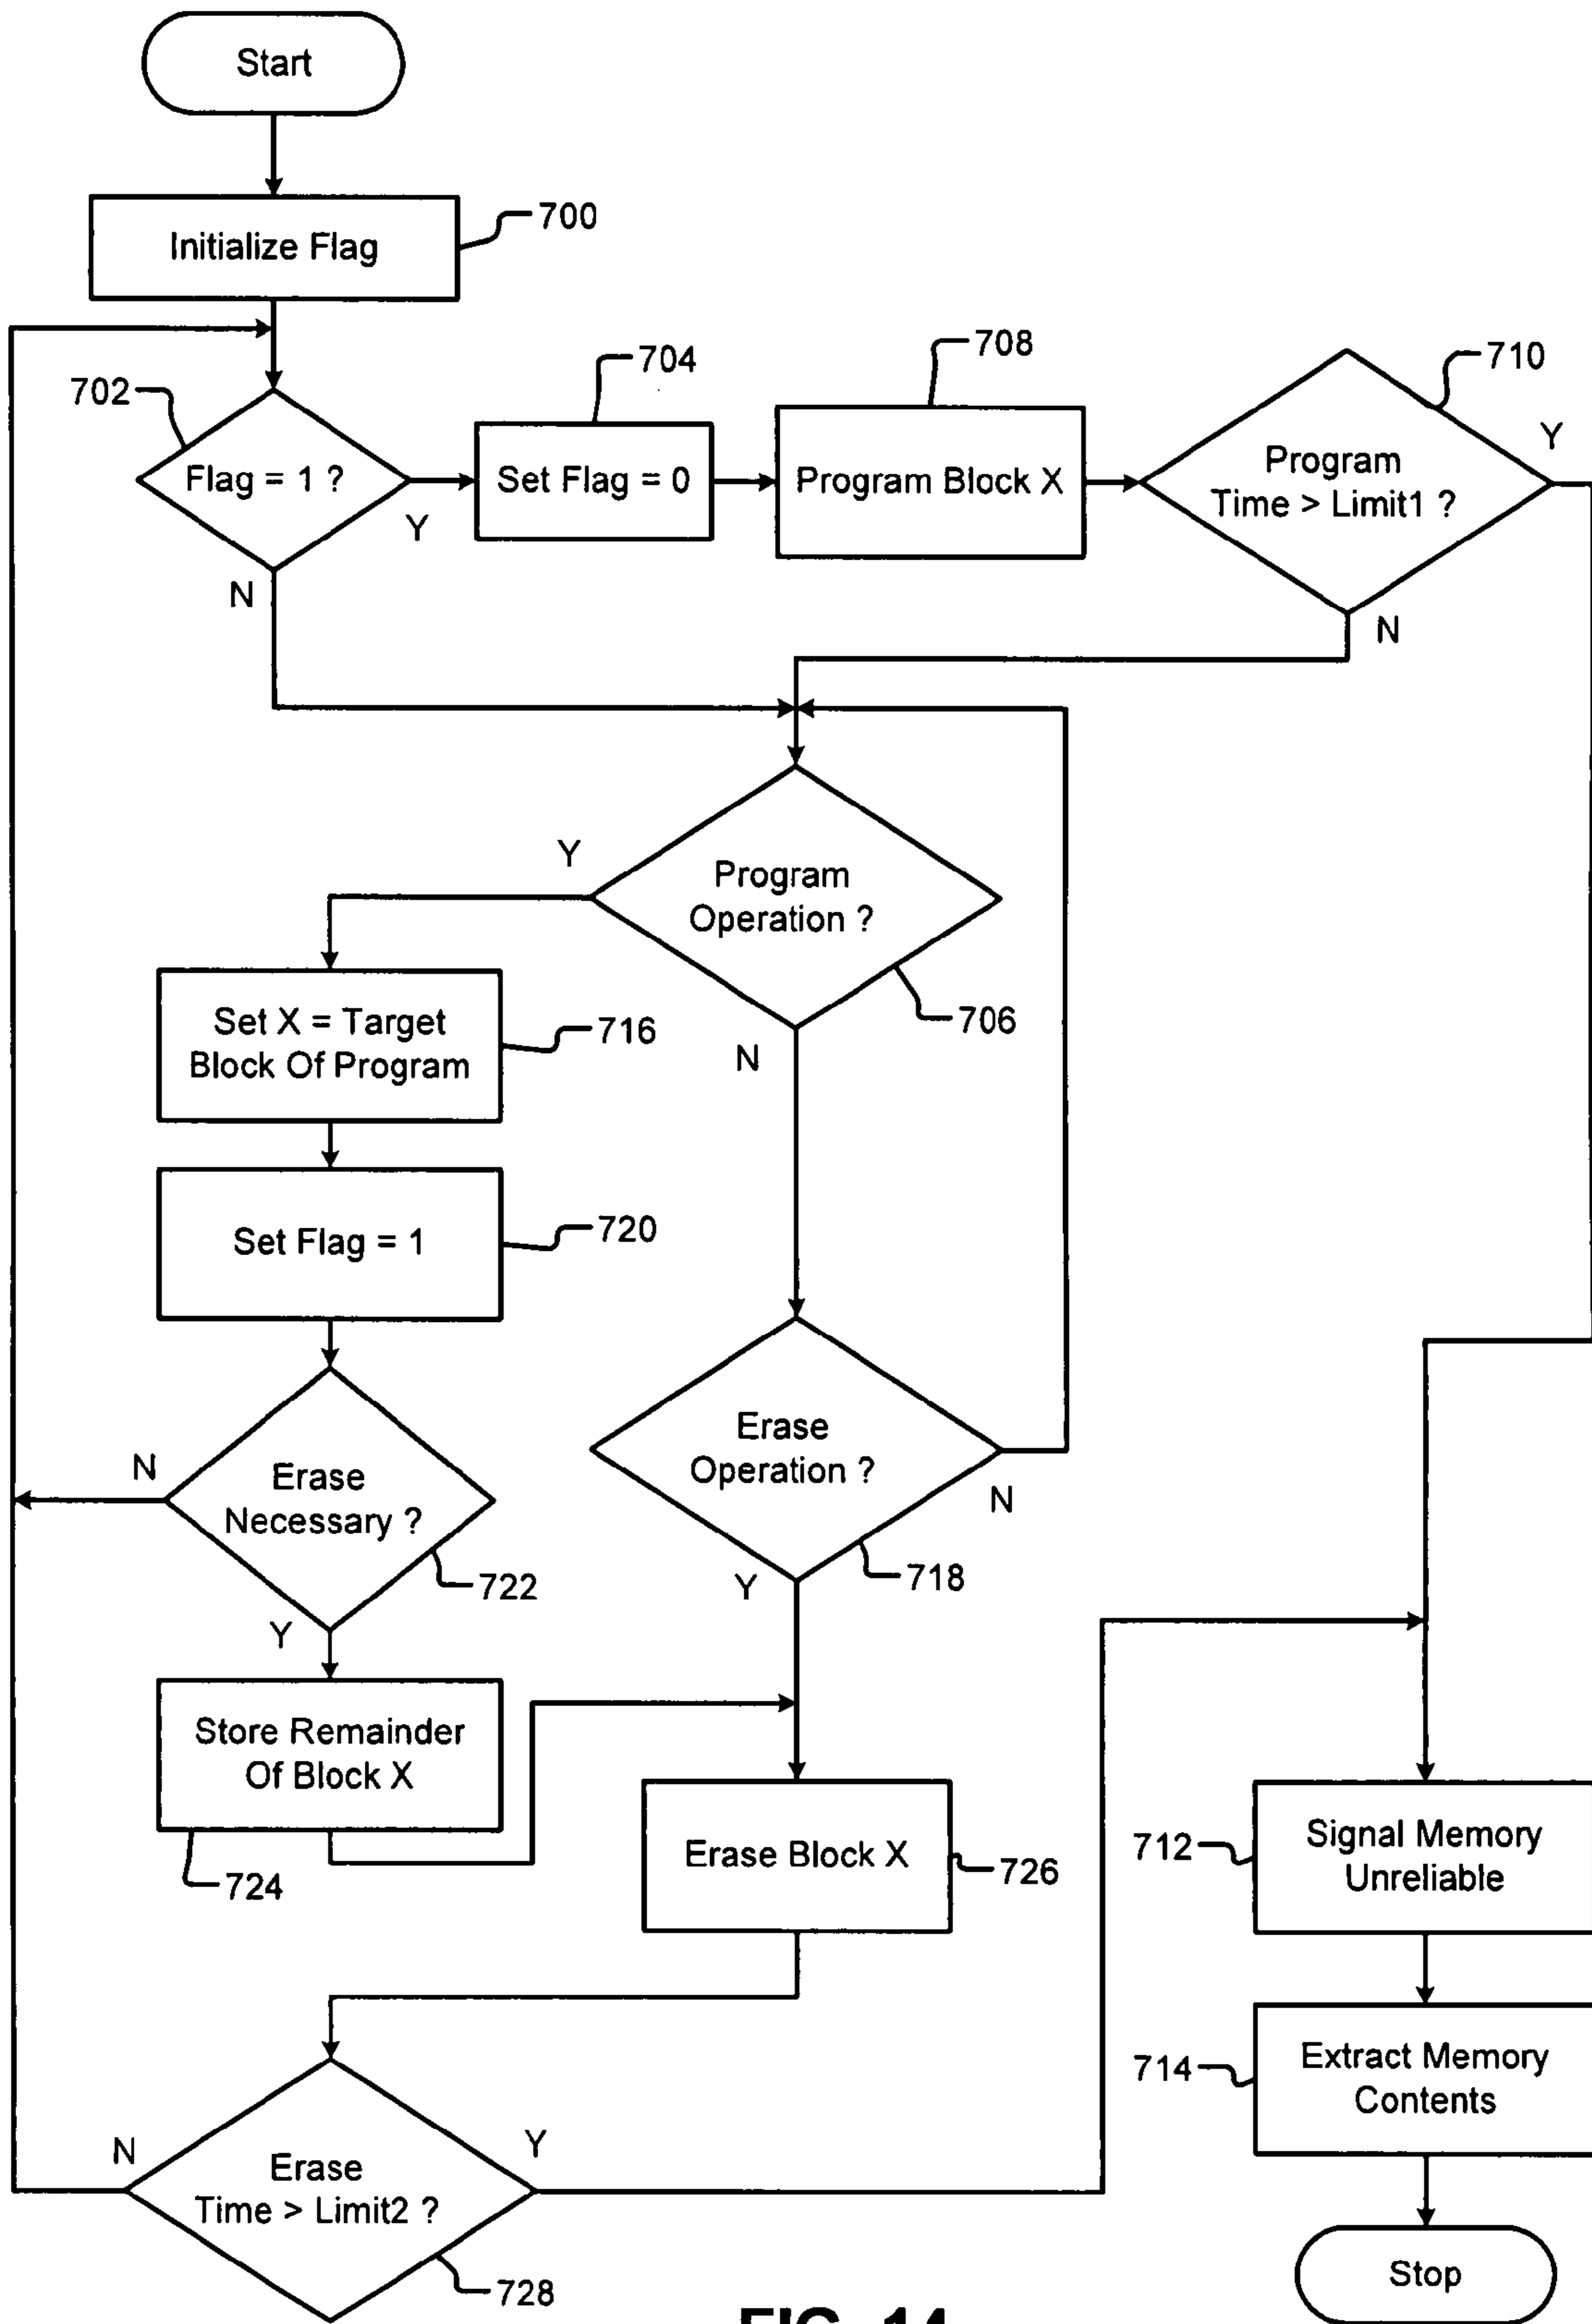 Start
Initialize Flag
700
702
Flag = 1 ?
Y
N
704
Set Flag = 0
708
Program Block X
710
Program
Time > Limit1 ?
Y
N
Program
Operation ?
Y
N
706
Set X = Target
Block Of Program
716
Set Flag = 1
720
Erase
Necessary ?
N
Y
722
Erase
Operation ?
N
Y
718
Store Remainder
Of Block X
724
Erase Block X
726
Erase
Time > Limit2 ?
N
Y
728
712
Signal Memory
Unreliable
714
Extract Memory
Contents
Stop
FIG. 14